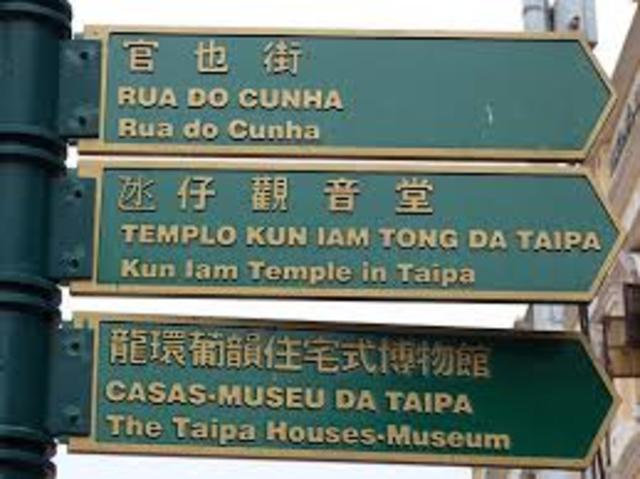 官也街
RUA DO CUNHA
Rua do Cunha
氹仔觀音堂
TEMPLO KUN IAM TONG DA TAIPA
Kun Iam Temple in Taipa
龍環葡韻住宅式博物館
CASAS-MUSEU DA TAIPA
The Taipa Houses-Museum